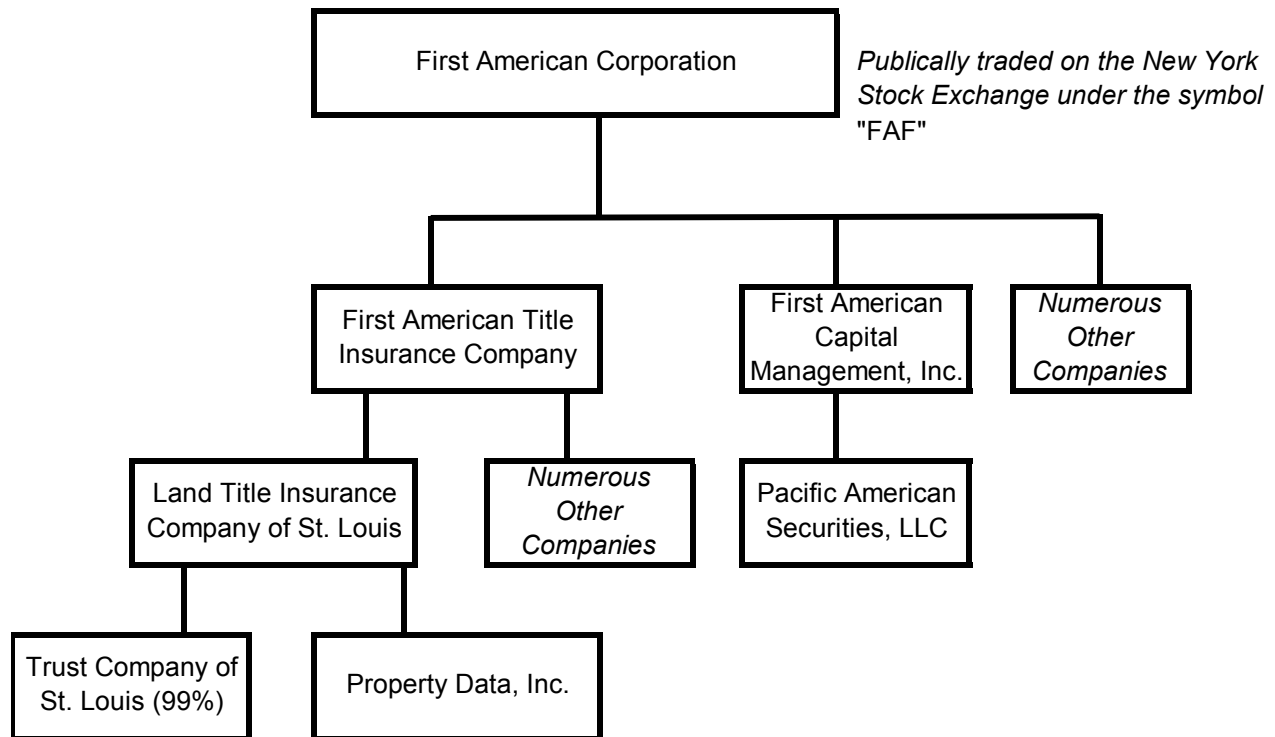 First American Corporation
Publically traded on the New York
Stock Exchange under the symbol
"FAF"
First American Title
Insurance Company
First American
Capital
Management, Inc.
Numerous
Other
Companies
Land Title Insurance
Company of St. Louis
Numerous
Other
Companies
Pacific American
Securities, LLC
Trust Company of
St. Louis (99%)
Property Data, Inc.